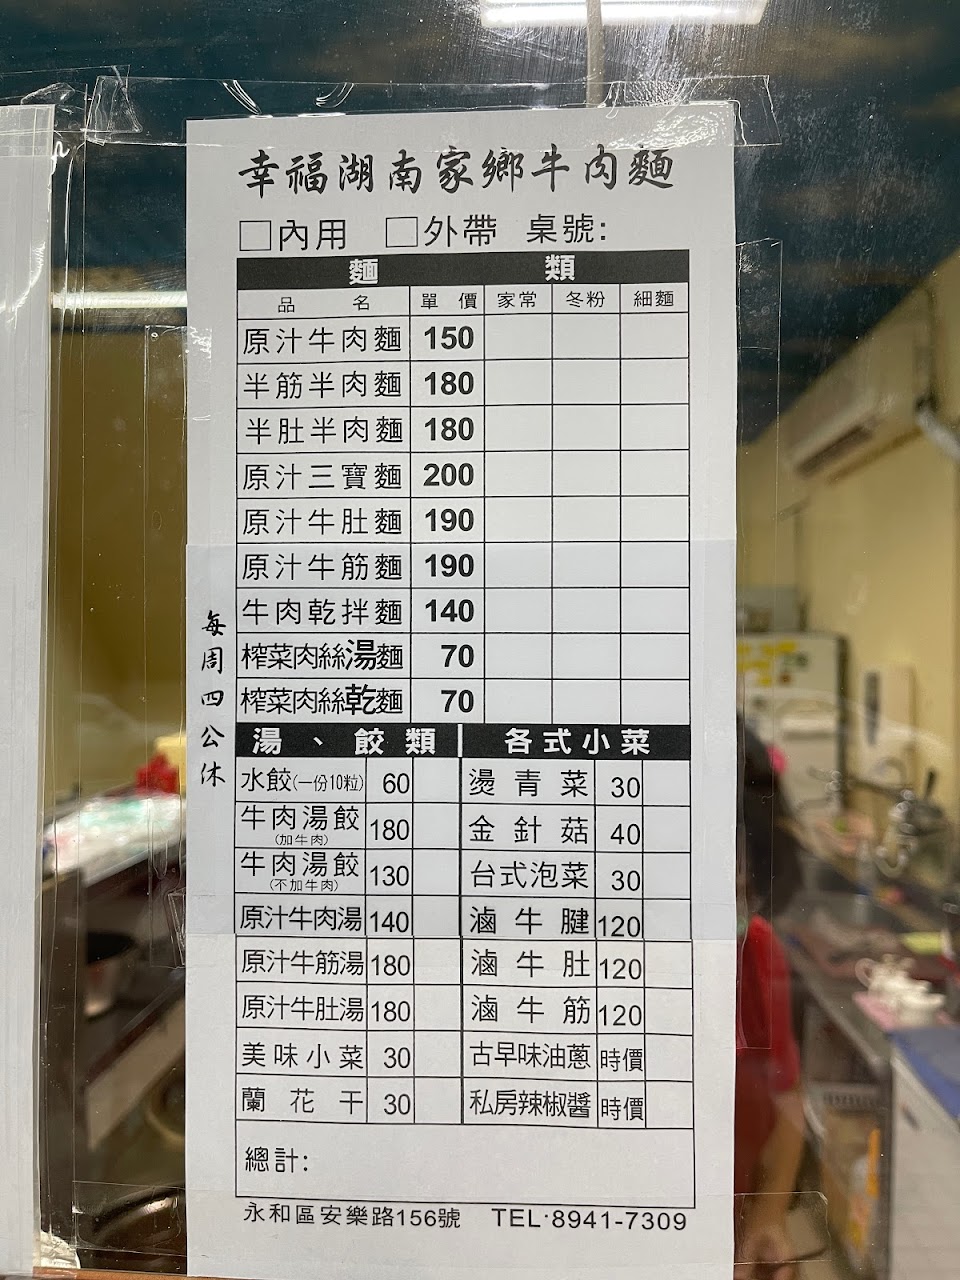 幸福湖南家鄉牛肉麵
□內用 □外帶 桌號:
麵 類
品 名 單 價 家常 冬粉 細麵
原汁牛肉麵 150
半筋半肉麵 180
半肚半肉麵 180
原汁三寶麵 200
原汁牛肚麵 190
原汁牛筋麵 190
牛肉乾拌麵 140
榨菜肉絲湯麵 70
榨菜肉絲乾麵 70
每周四公休
湯、餃類 | 各式小菜
水餃(一份10粒) 60 燙青菜 30
牛肉湯餃(加牛肉) 180 金針菇 40
牛肉湯餃(不加牛肉) 130 台式泡菜 30
原汁牛肉湯 140 滷牛腱 120
原汁牛筋湯 180 滷牛肚 120
原汁牛肚湯 180 滷牛筋 120
美味小菜 30 古早味油蔥 時價
蘭花干 30 私房辣椒醬 時價
總計:
永和區安樂路156號 TEL·8941-7309